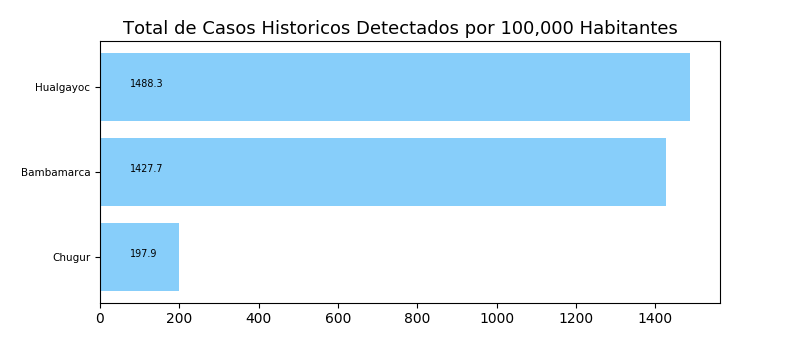 Total de Casos Historicos Detectados por 100,000 Habitantes
Hualgayoc
1488.3
Bambamarca
1427.7
Chugur
197.9
0 200 400 600 800 1000 1200 1400